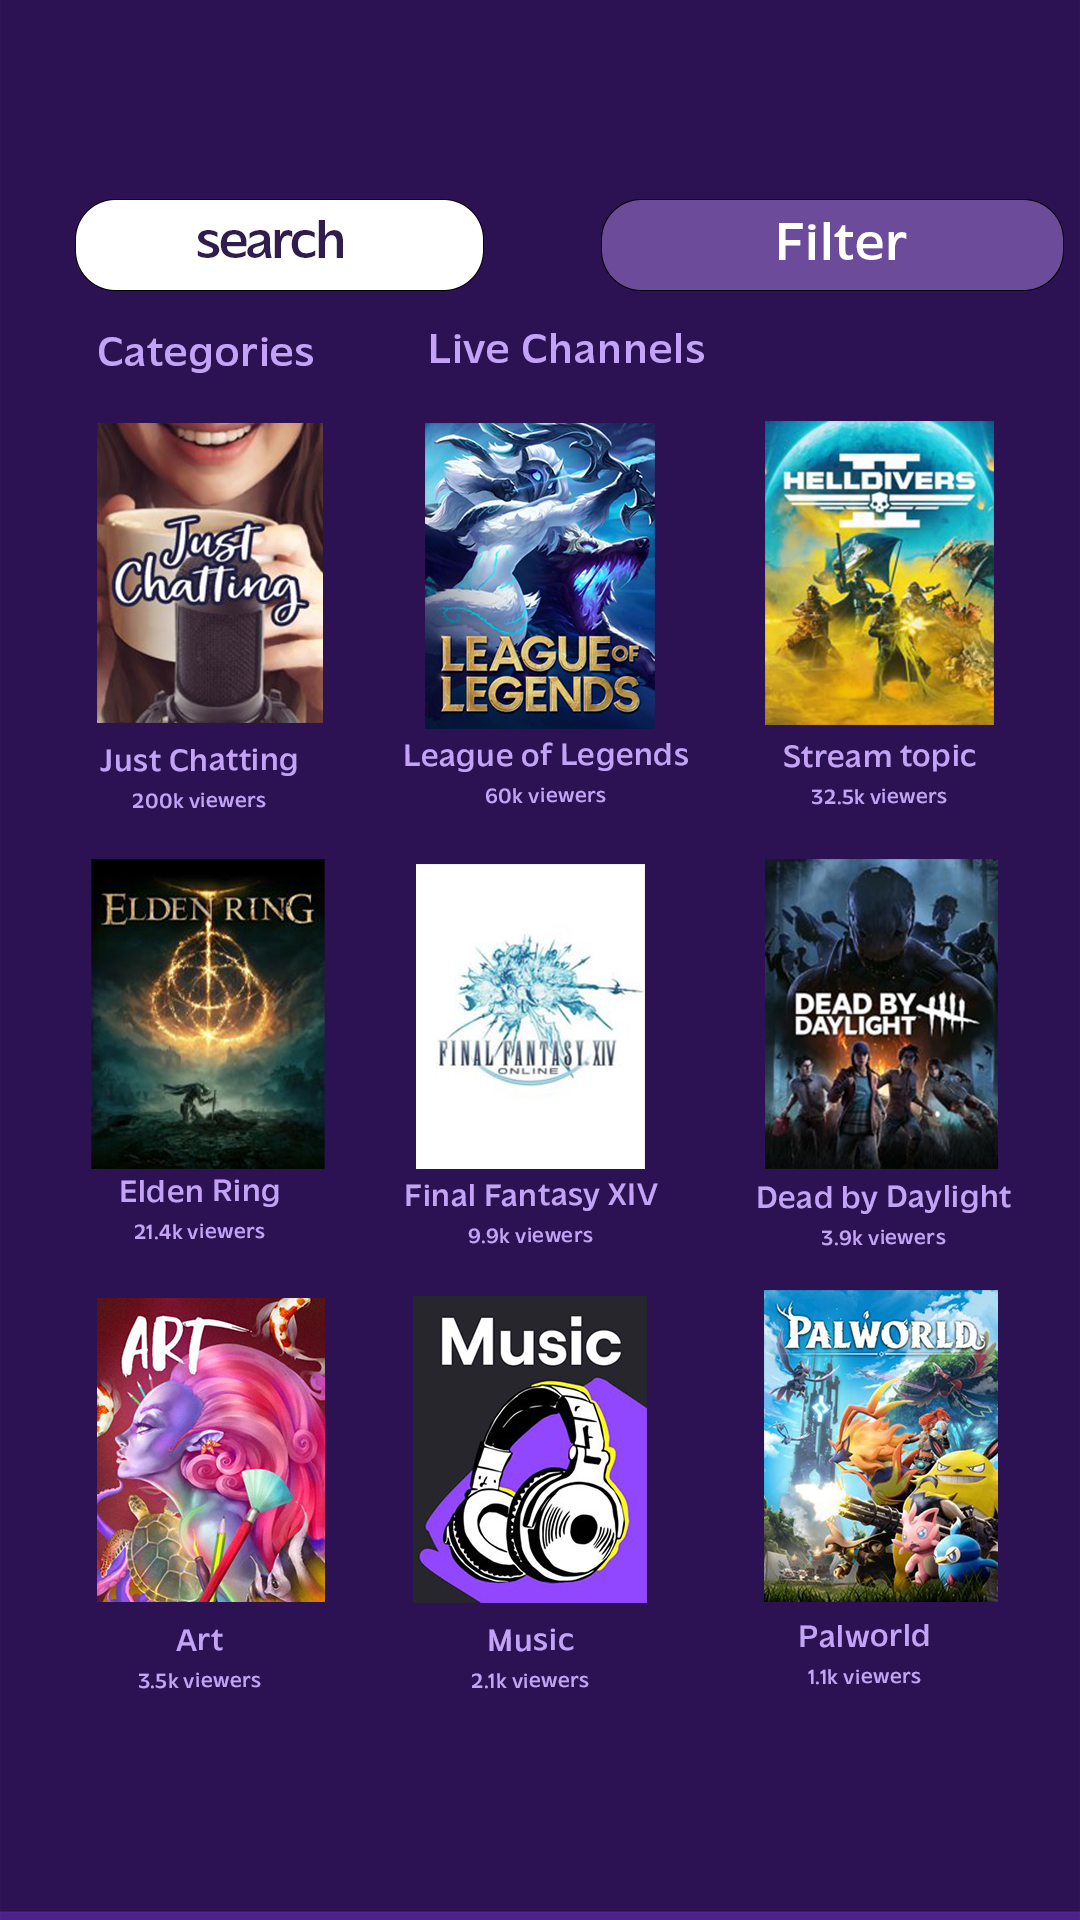 search
Filter
Categories
Live Channels
Just
Chatting
LEAGUE OF
LEGENDS
HELLDIVERS
II
Just Chatting
200k viewers
League of Legends
60k viewers
Stream topic
32.5k viewers
ELDEN RING
FINAL FANTASY XIV
ONLINE
DEAD BY
DAYLIGHT
Elden Ring
21.4k viewers
Final Fantasy XIV
9.9k viewers
Dead by Daylight
3.9k viewers
ART
Music
PALWORLD
Art
3.5k viewers
Music
2.1k viewers
Palworld
1.1k viewers